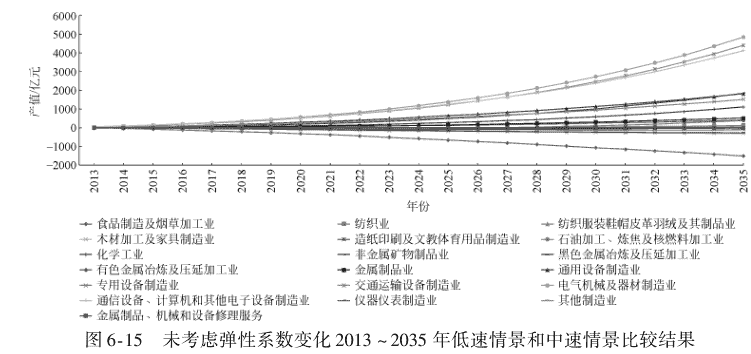 6000
5000
4000
3000
2000
1000
0
-1000
-2000
产值/亿元
2013 2014 2015 2016 2017 2018 2019 2020 2021 2022 2023 2024 2025 2026 2027 2028 2029 2030 2031 2032 2033 2034 2035
年份
食品制造及烟草加工业 纺织业 纺织服装鞋帽皮革羽绒及其制品业
木材加工及家具制造业 造纸印刷及文教体育用品制造业 石油加工、炼焦及核燃料加工业
化学工业 非金属矿物制品业 黑色金属冶炼及压延加工业
有色金属冶炼及压延加工业 金属制品业 通用设备制造业
专用设备制造业 交通运输设备制造业 电气机械及器材制造业
通信设备、计算机和其他电子设备制造业 仪器仪表制造业 其他制造业
金属制品、机械和设备修理服务
图 6-15 未考虑弹性系数变化 2013 ~ 2035 年低速情景和中速情景比较结果